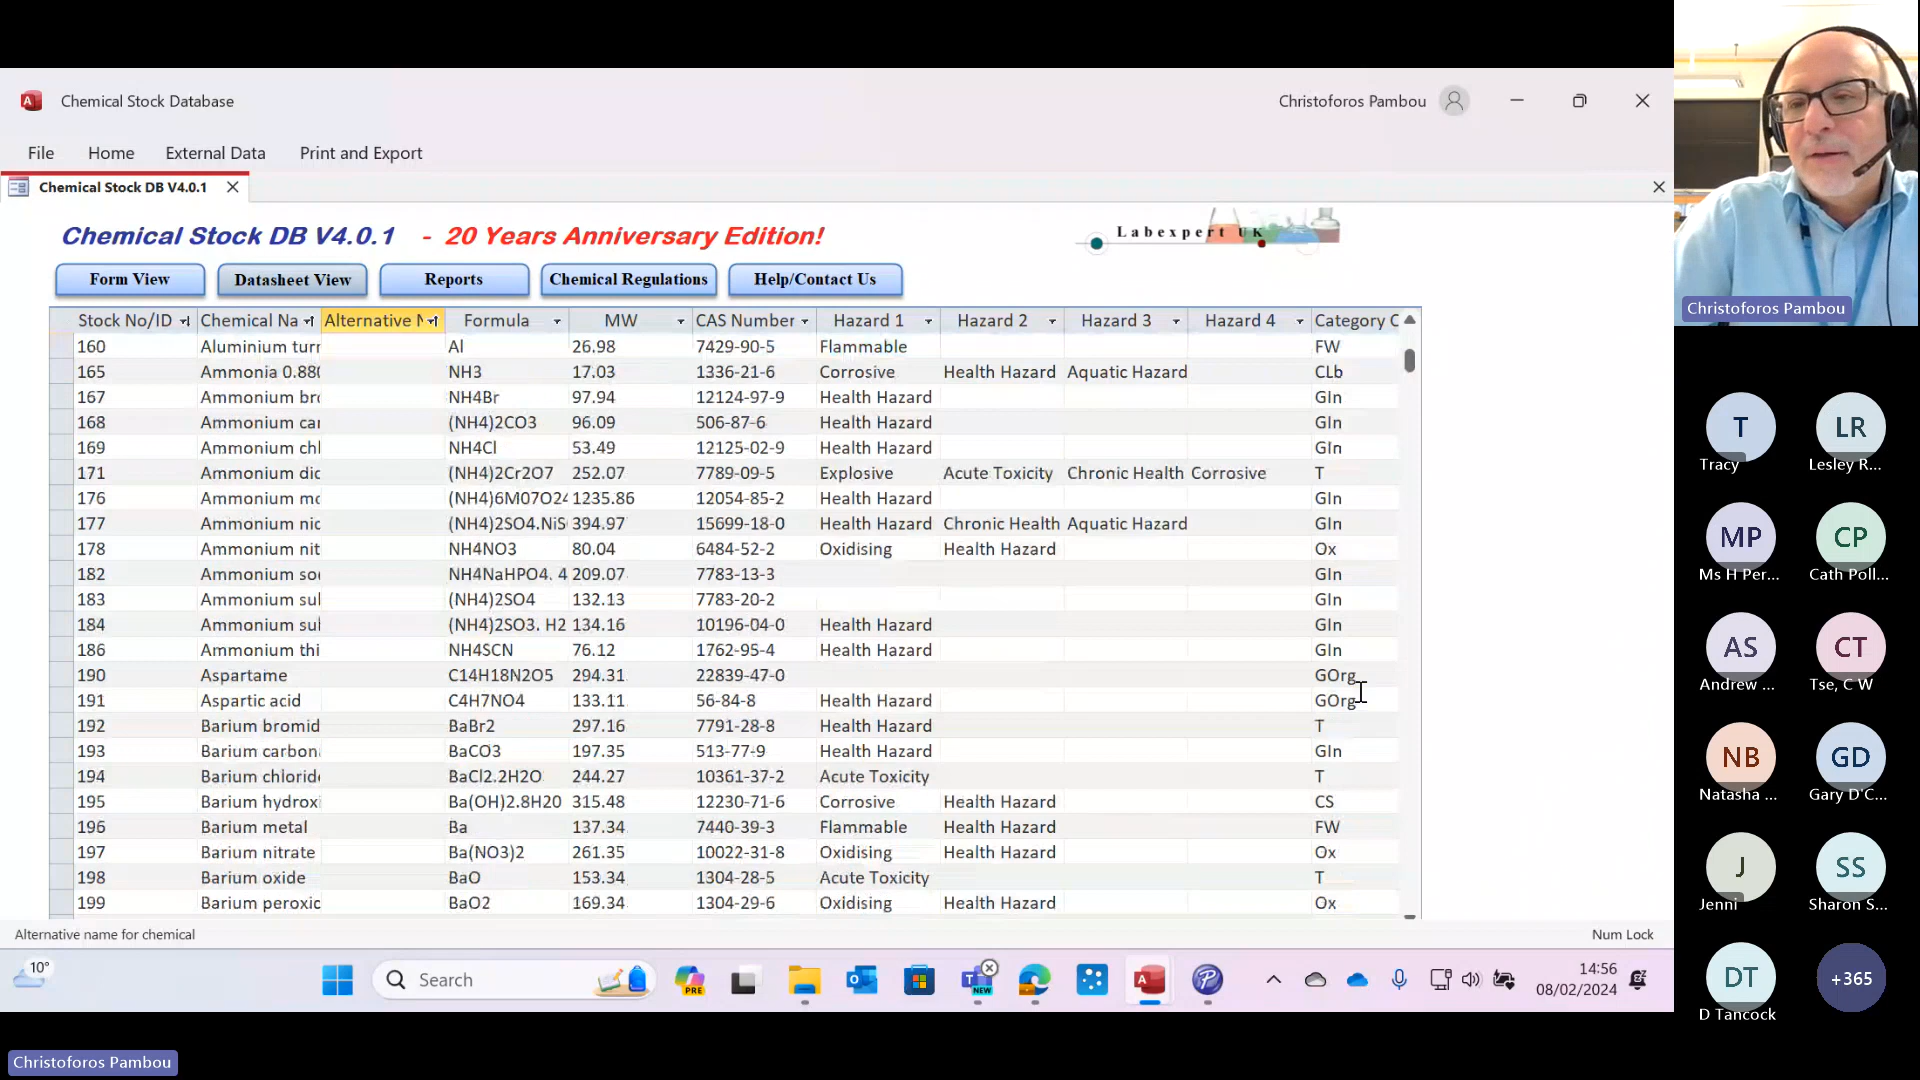 Chemical Stock Database
Christoforos Pambou
File Home External Data Print and Export
Chemical Stock DB V4.0.1
Chemical Stock DB V4.0.1 - 20 Years Anniversary Edition!
Labexpert UK
Form View Datasheet View Reports Chemical Regulations Help/Contact Us
Stock No/ID Chemical Na Alternative N Formula MW CAS Number Hazard 1 Hazard 2 Hazard 3 Hazard 4 Category C
160 Aluminium turr Al 26.98 7429-90-5 Flammable FW
165 Ammonia 0.880 NH3 17.03 1336-21-6 Corrosive Health Hazard Aquatic Hazard CLb
167 Ammonium bro NH4Br 97.94 12124-97-9 Health Hazard GIn
168 Ammonium car (NH4)2CO3 96.09 506-87-6 Health Hazard GIn
169 Ammonium chl NH4Cl 53.49 12125-02-9 Health Hazard GIn
171 Ammonium dic (NH4)2Cr2O7 252.07 7789-09-5 Explosive Acute Toxicity Chronic Health Corrosive T
176 Ammonium mo (NH4)6M07O24 1235.86 12054-85-2 Health Hazard GIn
177 Ammonium nic (NH4)2SO4.NiS 394.97 15699-18-0 Health Hazard Chronic Health Aquatic Hazard GIn
178 Ammonium nit NH4NO3 80.04 6484-52-2 Oxidising Health Hazard Ox
182 Ammonium so NH4NaHPO4. 4 209.07 7783-13-3 GIn
183 Ammonium sul (NH4)2SO4 132.13 7783-20-2 GIn
184 Ammonium sul (NH4)2SO3. H2 134.16 10196-04-0 Health Hazard GIn
186 Ammonium thi NH4SCN 76.12 1762-95-4 Health Hazard GIn
190 Aspartame C14H18N2O5 294.31 22839-47-0 GOrg
191 Aspartic acid C4H7NO4 133.11 56-84-8 Health Hazard GOrg
192 Barium bromid BaBr2 297.16 7791-28-8 Health Hazard T
193 Barium carbon BaCO3 197.35 513-77-9 Health Hazard GIn
194 Barium chloride BaCl2.2H2O 244.27 10361-37-2 Acute Toxicity T
195 Barium hydroxi Ba(OH)2.8H20 315.48 12230-71-6 Corrosive Health Hazard CS
196 Barium metal Ba 137.34 7440-39-3 Flammable Health Hazard FW
197 Barium nitrate Ba(NO3)2 261.35 10022-31-8 Oxidising Health Hazard Ox
198 Barium oxide BaO 153.34 1304-28-5 Acute Toxicity T
199 Barium peroxic BaO2 169.34 1304-29-6 Oxidising Health Hazard Ox
Alternative name for chemical
Num Lock
10°
Search
PRE
NEW
14:56
08/02/2024
Christoforos Pambou
Christoforos Pambou
T LR
Tracy Lesley R...
MP CP
Ms H Per... Cath Poll...
AS CT
Andrew ... Tse, C W
NB GD
Natasha ... Gary D'C...
J SS
Jenni Sharon S...
DT +365
D Tancock